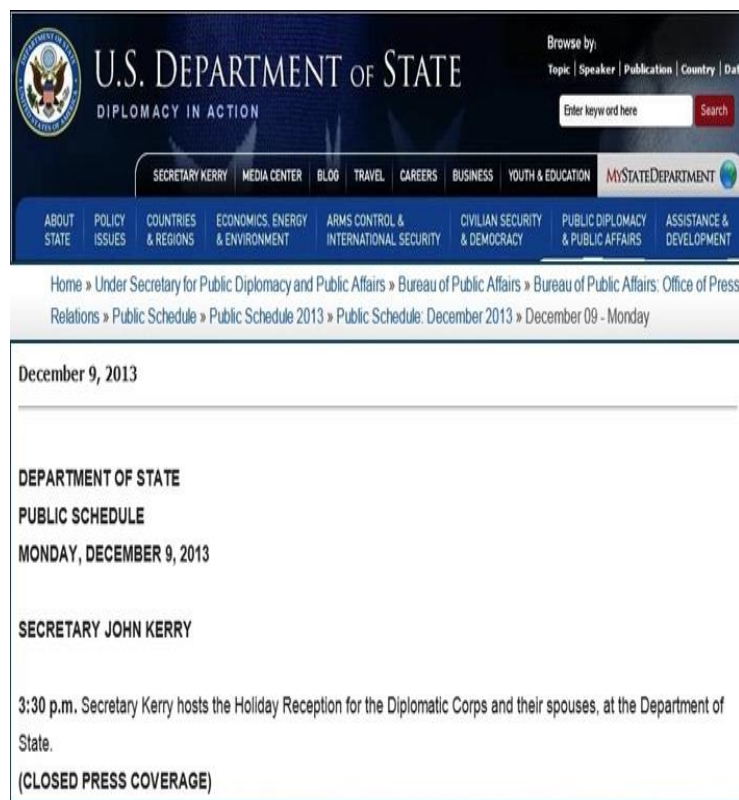 U.S. DEPARTMENT OF STATE
DIPLOMACY IN ACTION
Browse by:
Topic | Speaker | Publication | Country | Dat
Enter keyword here
Search
SECRETARY KERRY MEDIA CENTER BLOG TRAVEL CAREERS BUSINESS YOUTH & EDUCATION MYSTATEDEPARTMENT
ABOUT STATE POLICY ISSUES COUNTRIES & REGIONS ECONOMICS, ENERGY & ENVIRONMENT ARMS CONTROL & INTERNATIONAL SECURITY CIVILIAN SECURITY & DEMOCRACY PUBLIC DIPLOMACY & PUBLIC AFFAIRS ASSISTANCE & DEVELOPMENT
Home » Under Secretary for Public Diplomacy and Public Affairs » Bureau of Public Affairs » Bureau of Public Affairs: Office of Press
Relations » Public Schedule » Public Schedule 2013 » Public Schedule: December 2013 » December 09 - Monday
December 9, 2013
DEPARTMENT OF STATE
PUBLIC SCHEDULE
MONDAY, DECEMBER 9, 2013
SECRETARY JOHN KERRY
3:30 p.m. Secretary Kerry hosts the Holiday Reception for the Diplomatic Corps and their spouses, at the Department of
State.
(CLOSED PRESS COVERAGE)